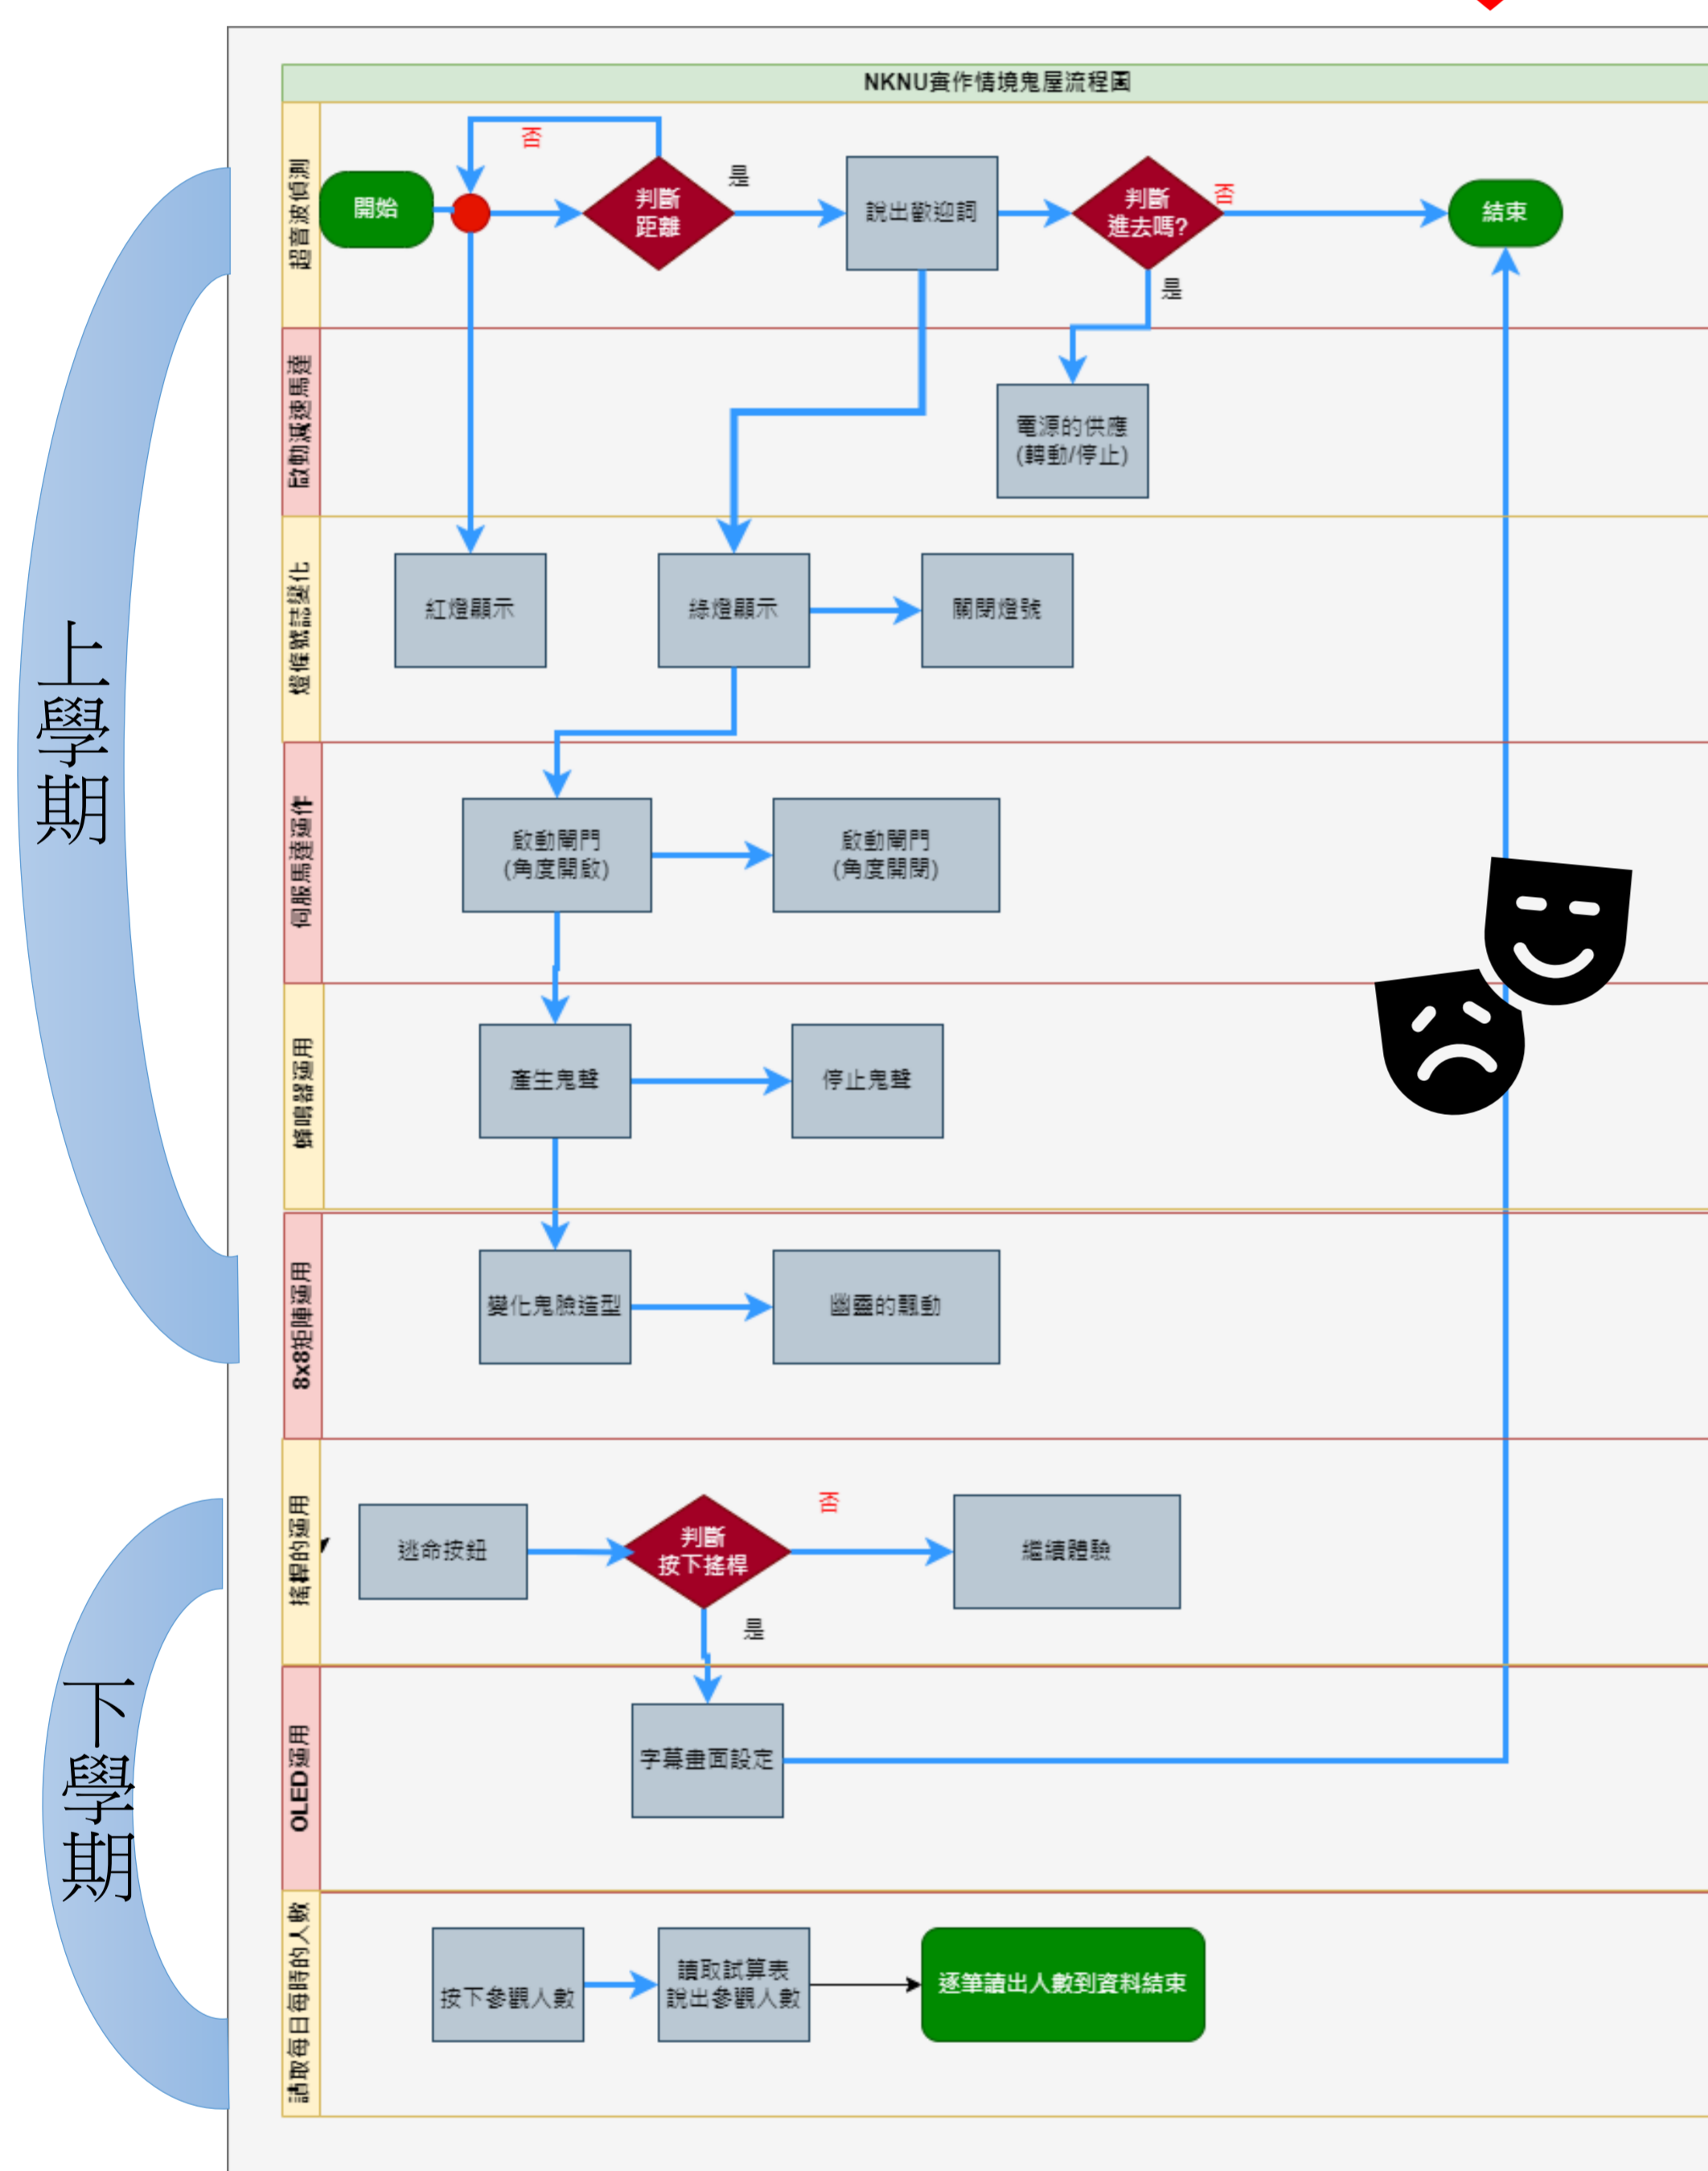 NKNU實作情境鬼屋流程圖
超音波偵測
開始
否
判斷
距離
是
說出歡迎詞
判斷
進去嗎?
否
是
結束
啟動減速馬達
電源的供應
(轉動/停止)
燈條號誌變化
紅燈顯示
綠燈顯示
關閉燈號
上學期
伺服馬達運作
啟動閘門
(角度開啟)
啟動閘門
(角度開閉)
蜂鳴器運用
產生鬼聲
停止鬼聲
8x8矩陣運用
變化鬼臉造型
幽靈的飄動
搖桿的運用
逃命按鈕
判斷
按下搖桿
否
是
繼續體驗
下學期
OLED運用
字幕畫面設定
讀取每日每時的人數
按下參觀人數
讀取試算表
說出參觀人數
逐筆讀出人數到資料結束